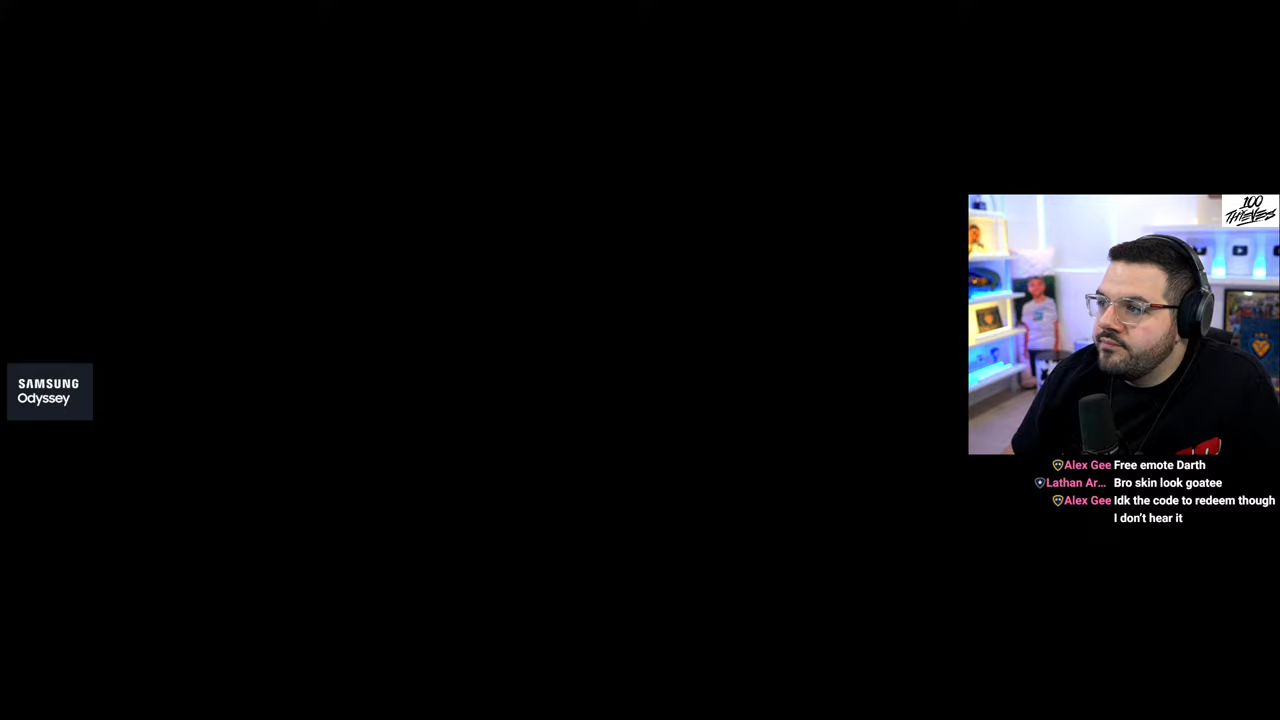 100
THIEVES
SAMSUNG
Odyssey
Alex Gee Free emote Darth
Lathan Ar... Bro skin look goatee
Alex Gee Idk the code to redeem though
I don't hear it